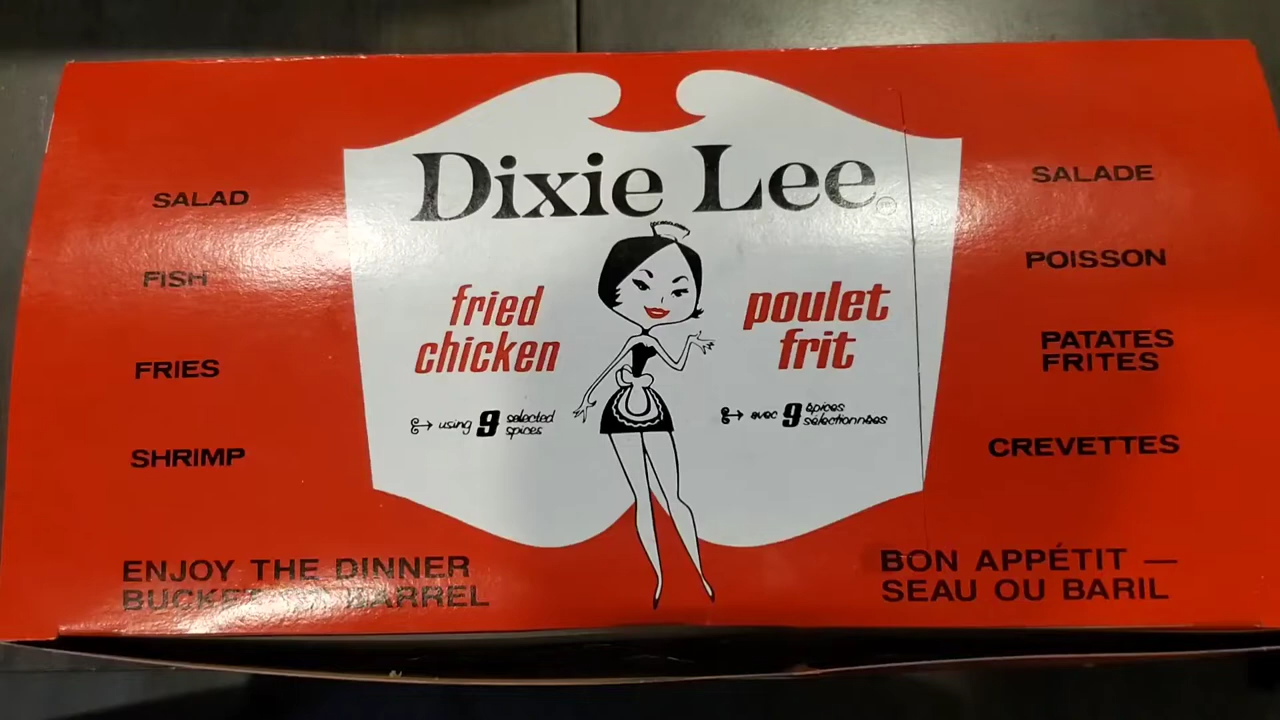 Dixie Lee
SALAD
FISH
FRIES
SHRIMP
ENJOY THE DINNER
BUCKET OR BARREL
fried
chicken
using 9 selected
spices
poulet
frit
avec 9 épices
sélectionnées
SALADE
POISSON
PATATES
FRITES
CREVETTES
BON APPÉTIT —
SEAU OU BARIL